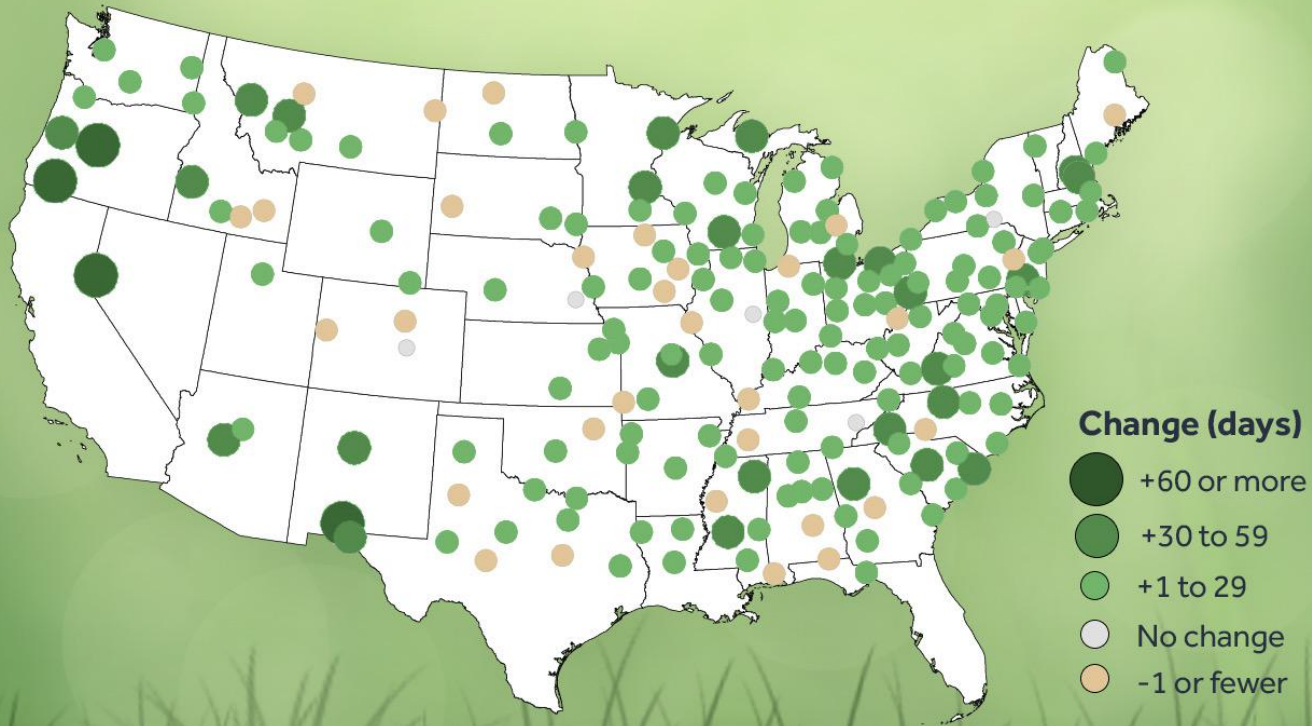 Change (days)
+60 or more
+30 to 59
+1 to 29
No change
-1 or fewer